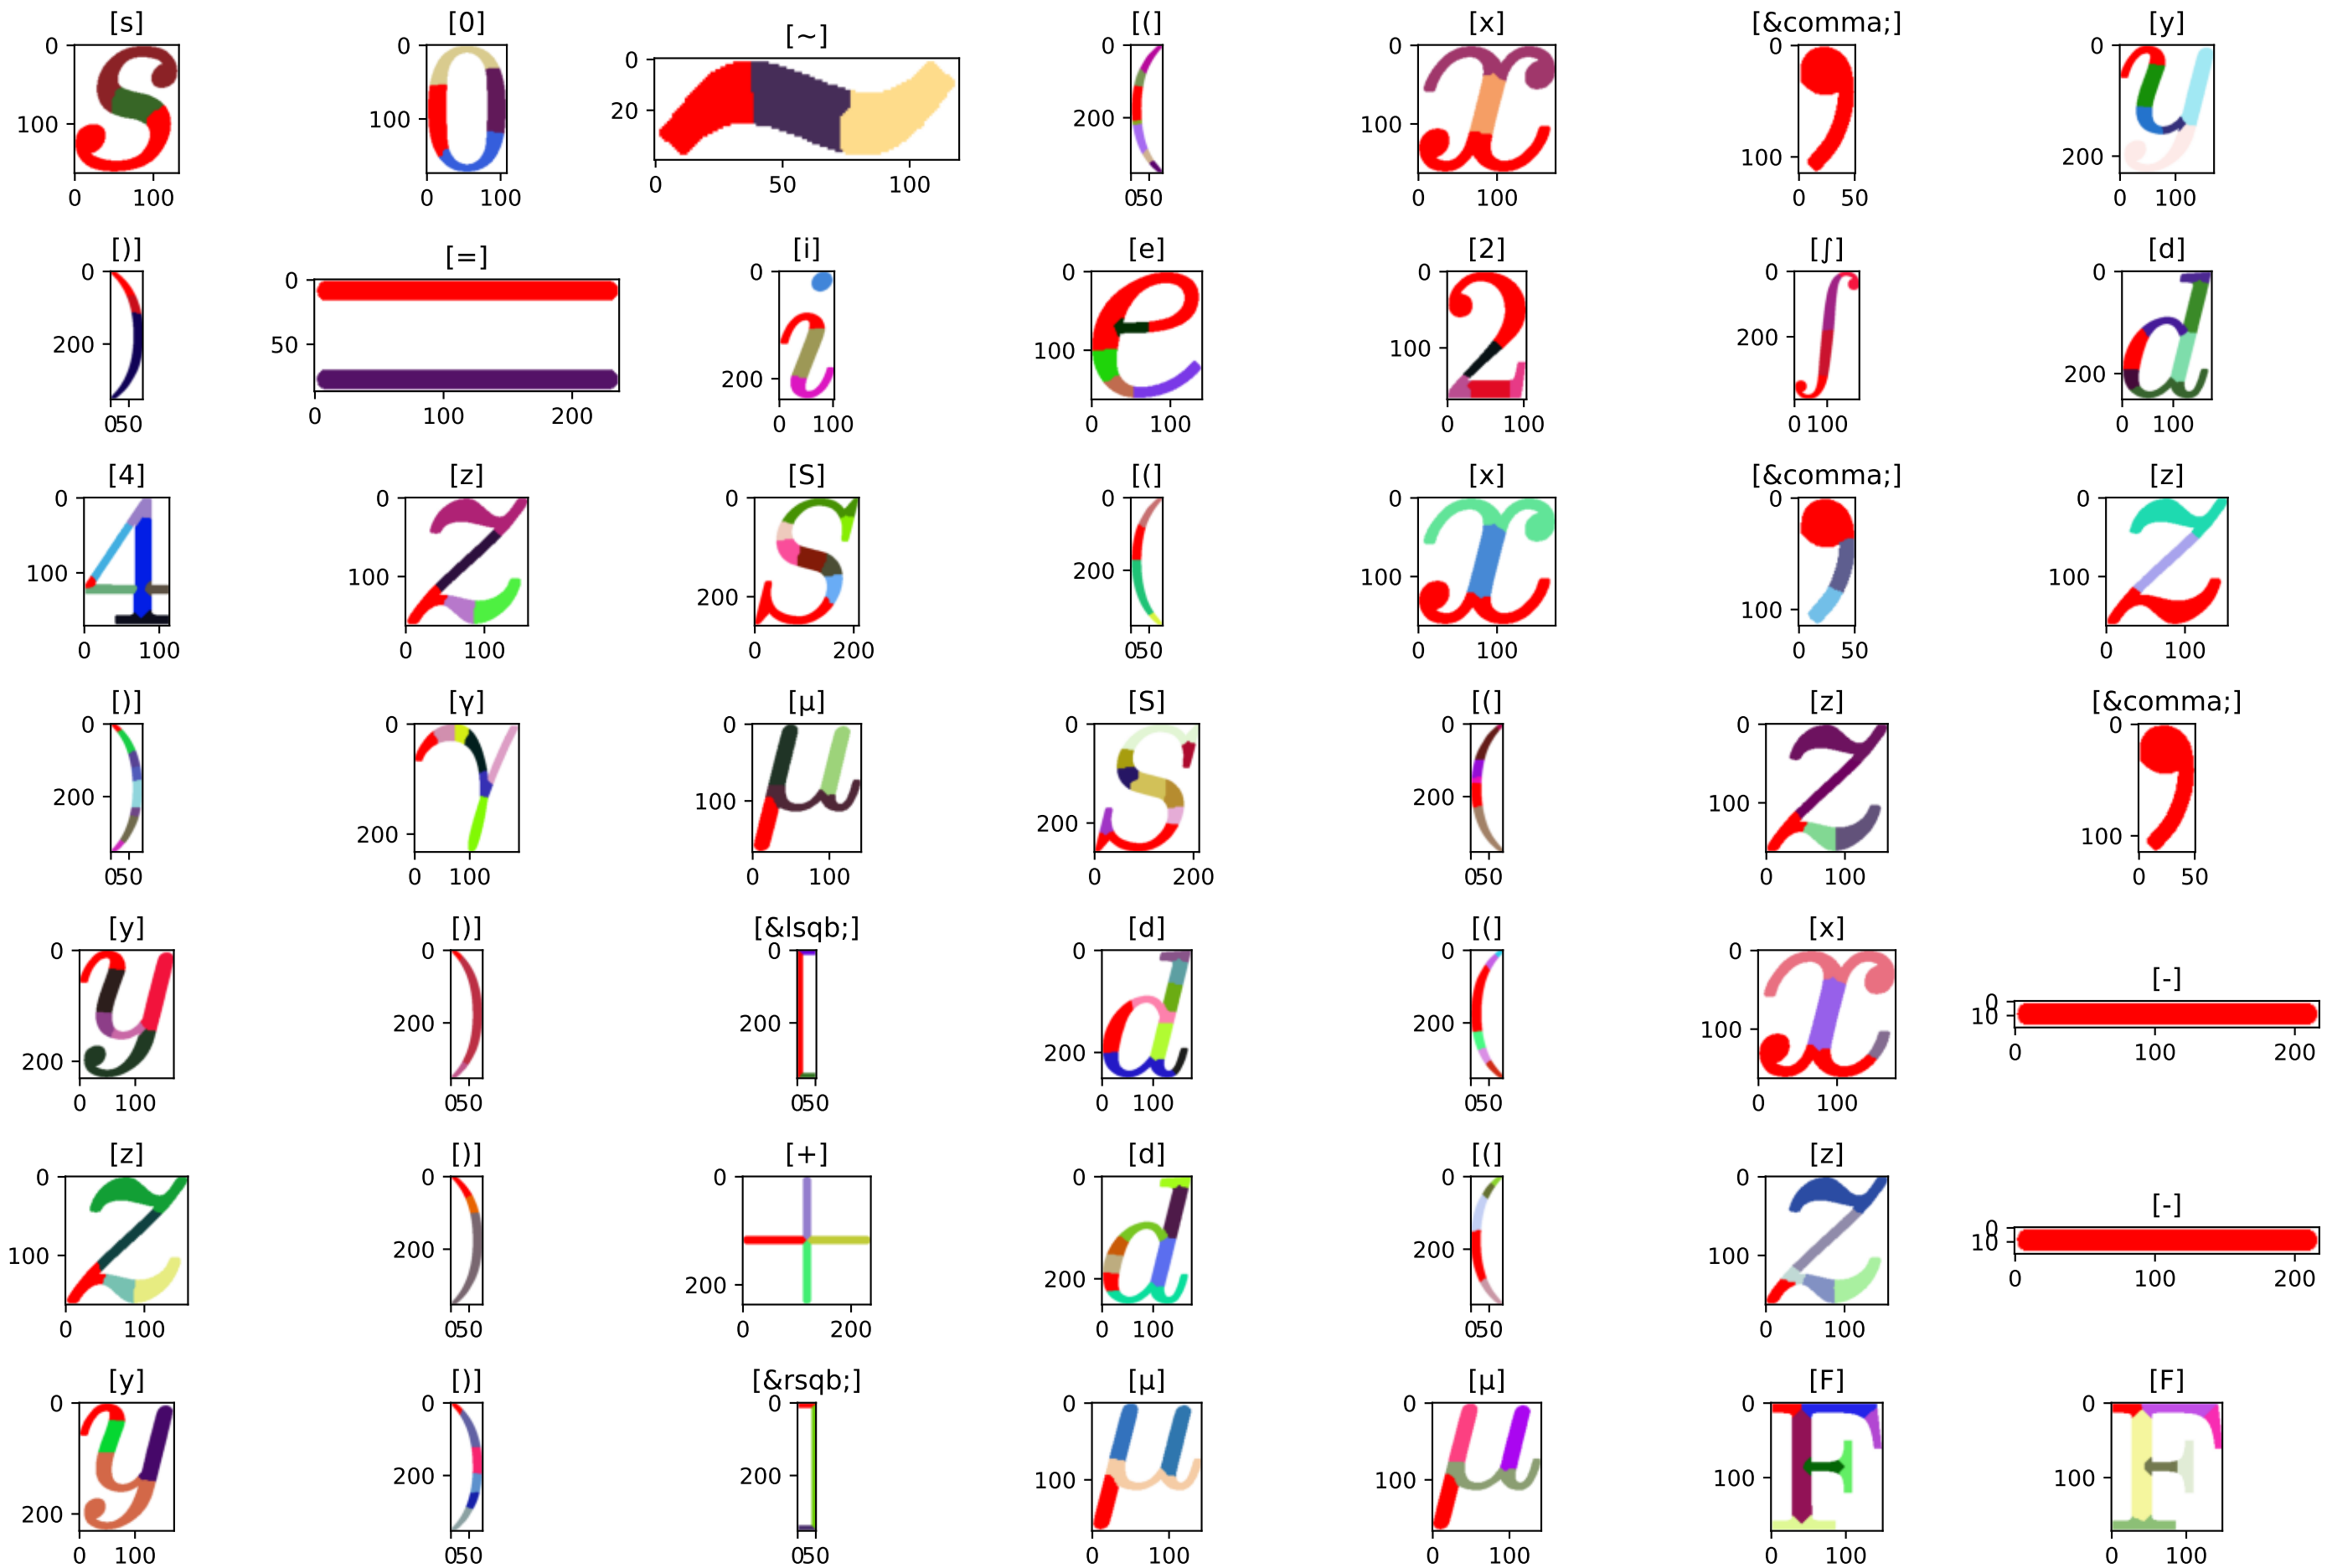 [s] [0] [~] [(] [x] [&comma;] [y]
[)] [=] [i] [e] [2] [∫] [d]
[4] [z] [S] [(] [x] [&comma;] [z]
[)] [γ] [μ] [S] [(] [z] [&comma;]
[y] [)] [&lsqb;] [d] [(] [x] [-]
[z] [)] [+] [d] [(] [z] [-]
[y] [)] [&rsqb;] [μ] [μ] [F] [F]